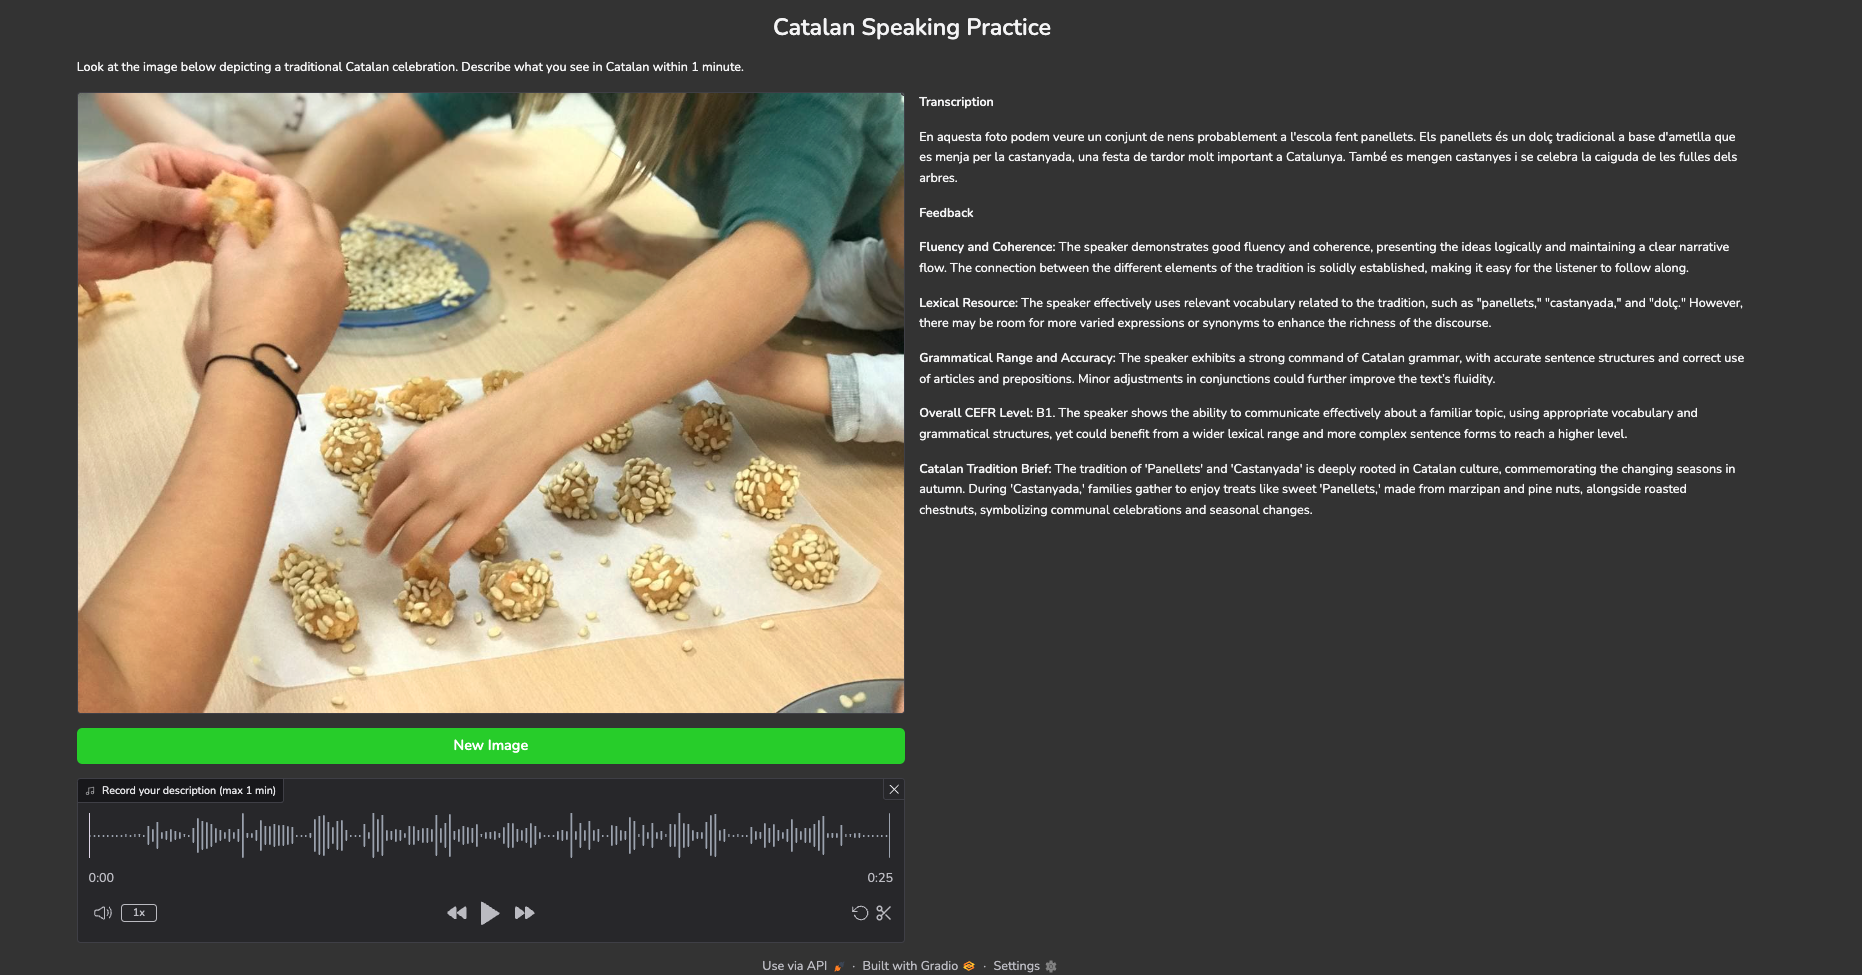 Catalan Speaking Practice
Look at the image below depicting a traditional Catalan celebration. Describe what you see in Catalan within 1 minute.
Transcription
En aquesta foto podem veure un conjunt de nens probablement a l'escola fent panellets. Els panellets és un dolç tradicional a base d'ametlla que
es menja per la castanyada, una festa de tardor molt important a Catalunya. També es mengen castanyes i se celebra la caiguda de les fulles dels
arbres.
Feedback
Fluency and Coherence: The speaker demonstrates good fluency and coherence, presenting the ideas logically and maintaining a clear narrative
flow. The connection between the different elements of the tradition is solidly established, making it easy for the listener to follow along.
Lexical Resource: The speaker effectively uses relevant vocabulary related to the tradition, such as "panellets," "castanyada," and "dolç." However,
there may be room for more varied expressions or synonyms to enhance the richness of the discourse.
Grammatical Range and Accuracy: The speaker exhibits a strong command of Catalan grammar, with accurate sentence structures and correct use
of articles and prepositions. Minor adjustments in conjunctions could further improve the text's fluidity.
Overall CEFR Level: B1. The speaker shows the ability to communicate effectively about a familiar topic, using appropriate vocabulary and
grammatical structures, yet could benefit from a wider lexical range and more complex sentence forms to reach a higher level.
Catalan Tradition Brief: The tradition of 'Panellets' and 'Castanyada' is deeply rooted in Catalan culture, commemorating the changing seasons in
autumn. During 'Castanyada,' families gather to enjoy treats like sweet 'Panellets,' made from marzipan and pine nuts, alongside roasted
chestnuts, symbolizing communal celebrations and seasonal changes.
New Image
Record your description (max 1 min)
0:00
0:25
1x
Use via API · Built with Gradio · Settings